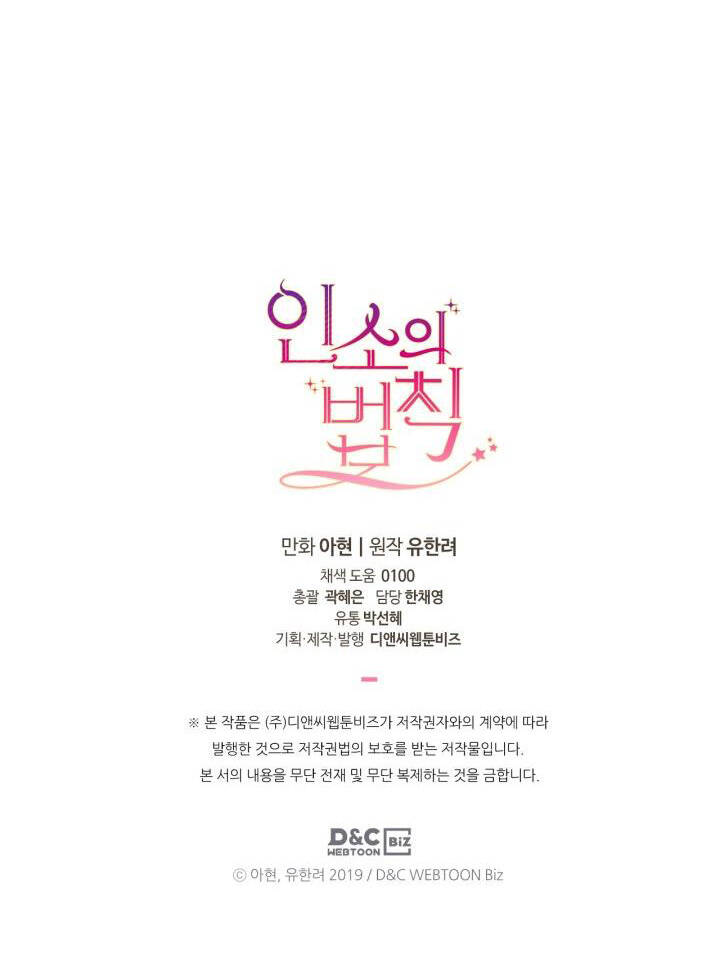 인소의
법칙
만화 아현 | 원작 유한려
채색 도움 0100
총괄 곽혜은 담당 한채영
유통 박선혜
기획·제작·발행 디앤씨웹툰비즈
※ 본 작품은 (주)디앤씨웹툰비즈가 저작권자와의 계약에 따라
발행한 것으로 저작권법의 보호를 받는 저작물입니다.
본 서의 내용을 무단 전재 및 무단 복제하는 것을 금합니다.
D&C
WEBTOON BiZ
ⓒ 아현, 유한려 2019 / D&C WEBTOON Biz